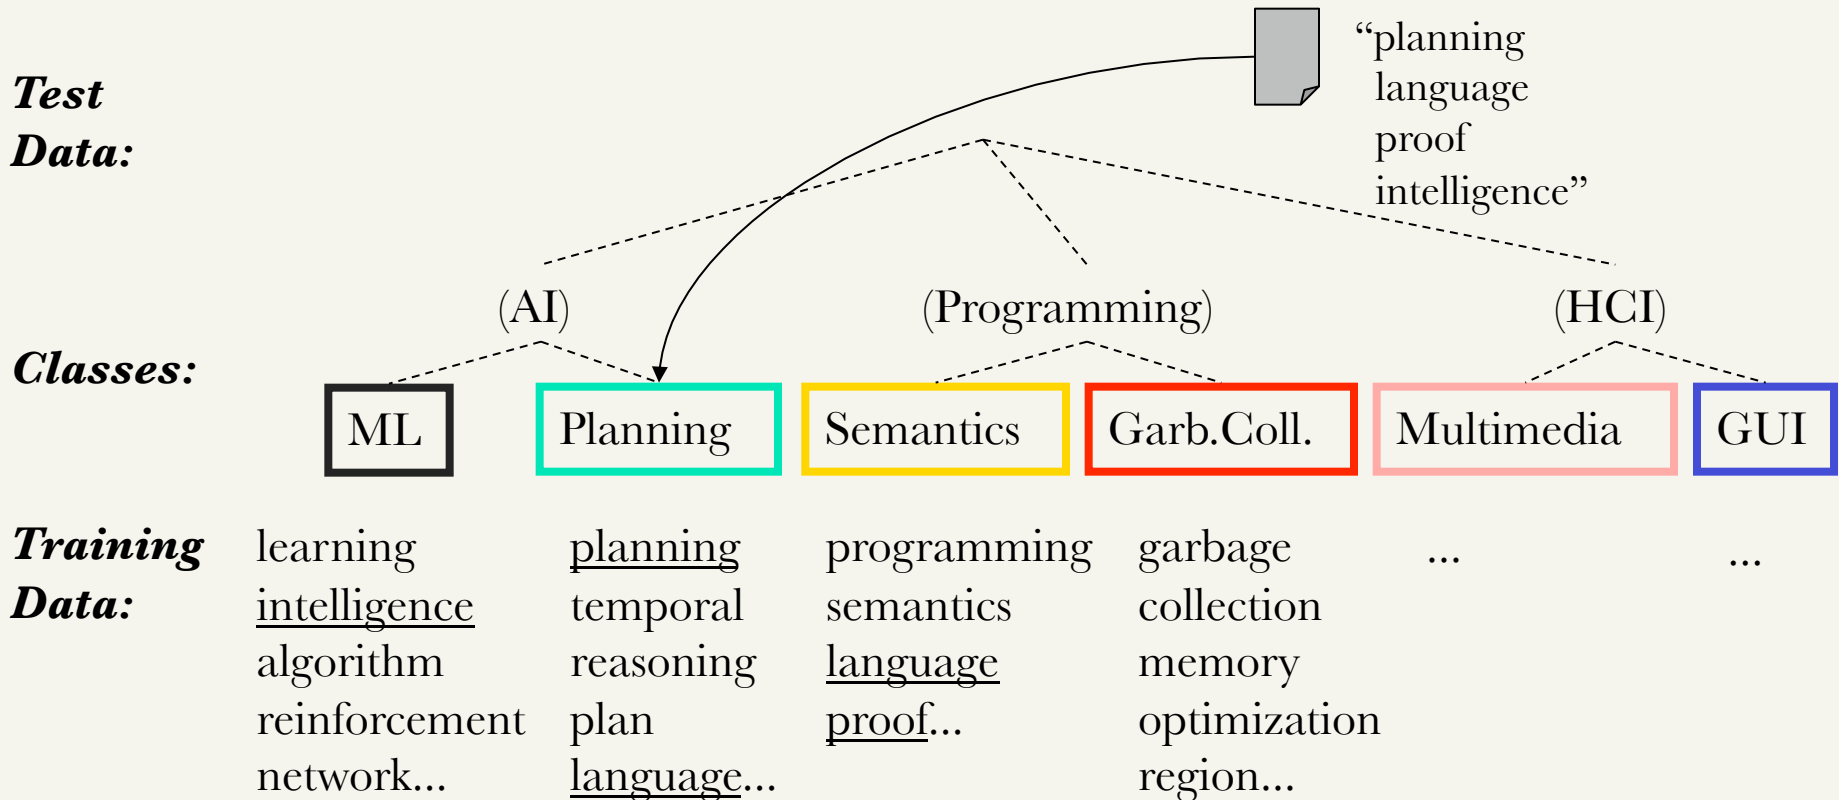 Test
Data:
“planning
language
proof
intelligence”
(AI)
(Programming)
(HCI)
Classes:
ML
Planning
Semantics
Garb.Coll.
Multimedia
GUI
Training
Data:
learning
intelligence
algorithm
reinforcement
network...
planning
temporal
reasoning
plan
language...
programming
semantics
language
proof...
garbage
collection
memory
optimization
region...
...
...